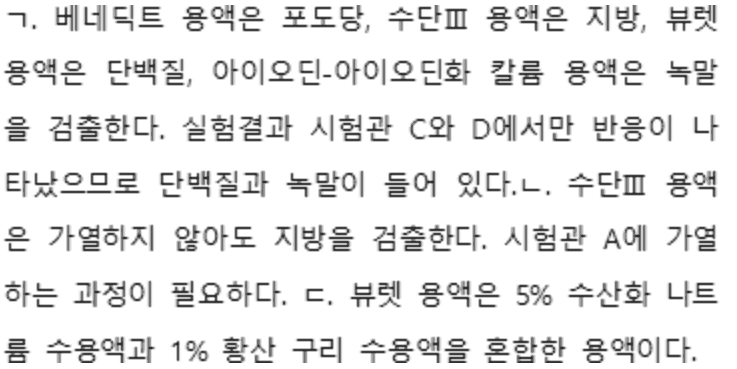 ㄱ. 베네딕트 용액은 포도당, 수단Ⅲ 용액은 지방, 뷰렛
용액은 단백질, 아이오딘-아이오딘화 칼륨 용액은 녹말
을 검출한다. 실험결과 시험관 C와 D에서만 반응이 나
타났으므로 단백질과 녹말이 들어 있다.ㄴ. 수단Ⅲ 용액
은 가열하지 않아도 지방을 검출한다. 시험관 A에 가열
하는 과정이 필요하다. ㄷ. 뷰렛 용액은 5% 수산화 나트
륨 수용액과 1% 황산 구리 수용액을 혼합한 용액이다.